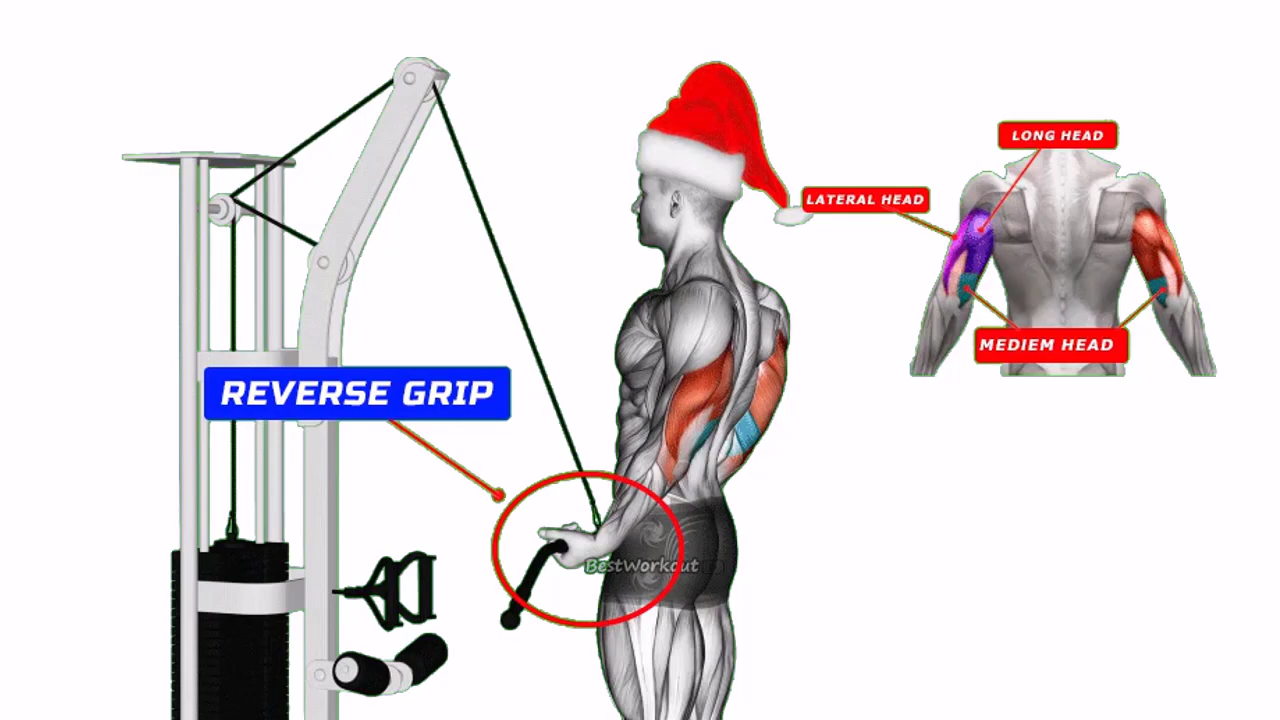 LONG HEAD
LATERAL HEAD
MEDIEM HEAD
REVERSE GRIP
BestWorkout